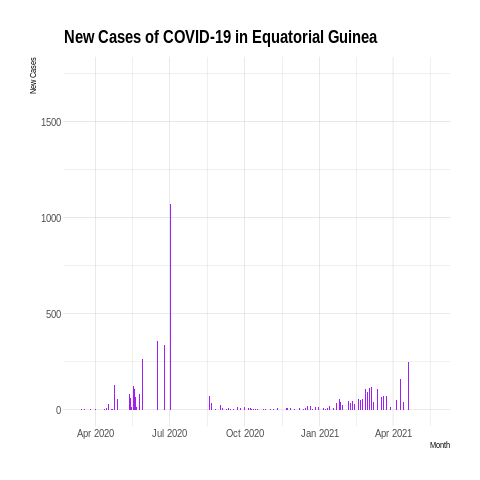 New Cases of COVID-19 in Equatorial Guinea
New Cases
1500
1000
500
0
Apr 2020 Jul 2020 Oct 2020 Jan 2021 Apr 2021
Month